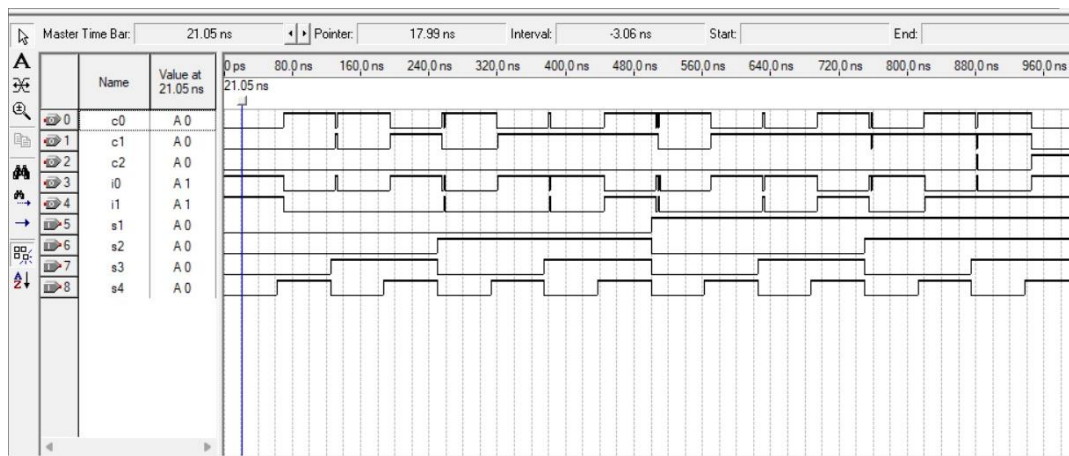 Master Time Bar: 21.05 ns Pointer: 17.99 ns Interval: -3.06 ns Start: End:
Name Value at 21.05 ns
0 ps 80.0 ns 160.0 ns 240.0 ns 320.0 ns 400.0 ns 480.0 ns 560.0 ns 640.0 ns 720.0 ns 800.0 ns 880.0 ns 960.0 ns
21.05 ns
0 c0 A 0
1 c1 A 0
2 c2 A 0
3 i0 A 1
4 i1 A 1
5 s1 A 0
6 s2 A 0
7 s3 A 0
8 s4 A 0